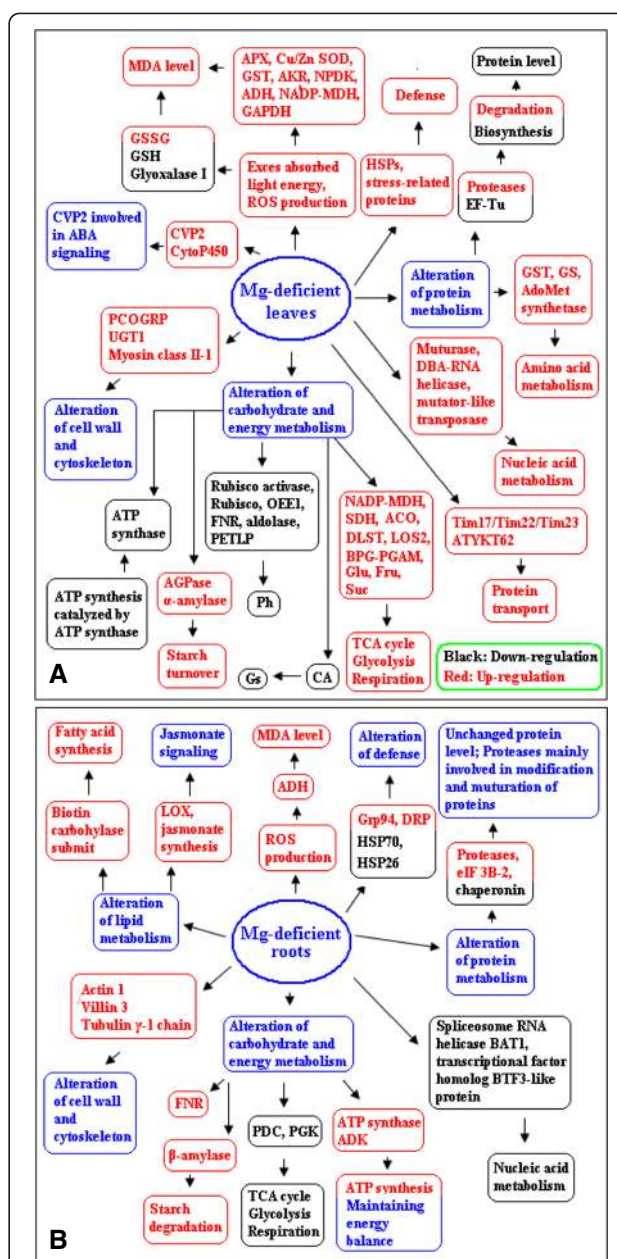 MDA level
APX, Cu/Zn SOD,
GST, AKR, NPDK,
ADH, NADP-MDH,
GAPDH
Defense
Protein level
Degradation
Biosynthesis
GSSG
GSH
Glyoxalase I
Exces absorbed
light energy,
ROS production
HSPs,
stress-related
proteins
Proteases
EF-Tu
CVP2 involved
in ABA
signaling
CVP2
CytoP450
Mg-deficient
leaves
Alteration
of protein
metabolism
GST, GS,
AdoMet
synthetase
PCOGRP
UGT1
Myosin class II-1
Muturase,
DBA-RNA
helicase,
mutator-like
transposase
Amino acid
metabolism
Alteration
of cell wall
and
cytoskeleton
Alteration of
carbohydrate and
energy metabolism
Nucleic acid
metabolism
ATP
synthase
Rubisco activase,
Rubisco, OEE1,
FNR, aldolase,
PETLP
NADP-MDH,
SDH, ACO,
DLST, LOS2,
BPG-PGAM,
Glu, Fru,
Suc
Tim17/Tim22/Tim23
ATYKT62
ATP synthesis
catalyzed by
ATP synthase
AGPase
α-amylase
Ph
Protein
transport
Starch
turnover
Gs
CA
TCA cycle
Glycolysis
Respiration
Black: Down-regulation
Red: Up-regulation
A
Fatty acid
synthesis
Jasmonate
signaling
MDA level
Alteration
of defense
Unchanged protein
level; Proteases mainly
involved in modification
and muturation of
proteins
ADH
Biotin
carbohylase
submit
LOX,
jasmonate
synthesis
ROS
production
Grp94, DRP
HSP70,
HSP26
Proteases,
eIF 3B-2,
chaperonin
Alteration
of lipid
metabolism
Mg-deficient
roots
Alteration of
protein
metabolism
Actin 1
Villin 3
Tubulin γ-1 chain
Alteration of
carbohydrate and
energy metabolism
Spliceosome RNA
helicase BAT1,
transcriptional factor
homolog BTF3-like
protein
Alteration
of cell wall
and
cytoskeleton
FNR
PDC, PGK
ATP synthase
ADK
β-amylase
Nucleic acid
metabolism
Starch
degradation
TCA cycle
Glycolysis
Respiration
ATP synthesis
Maintaining
energy
balance
B